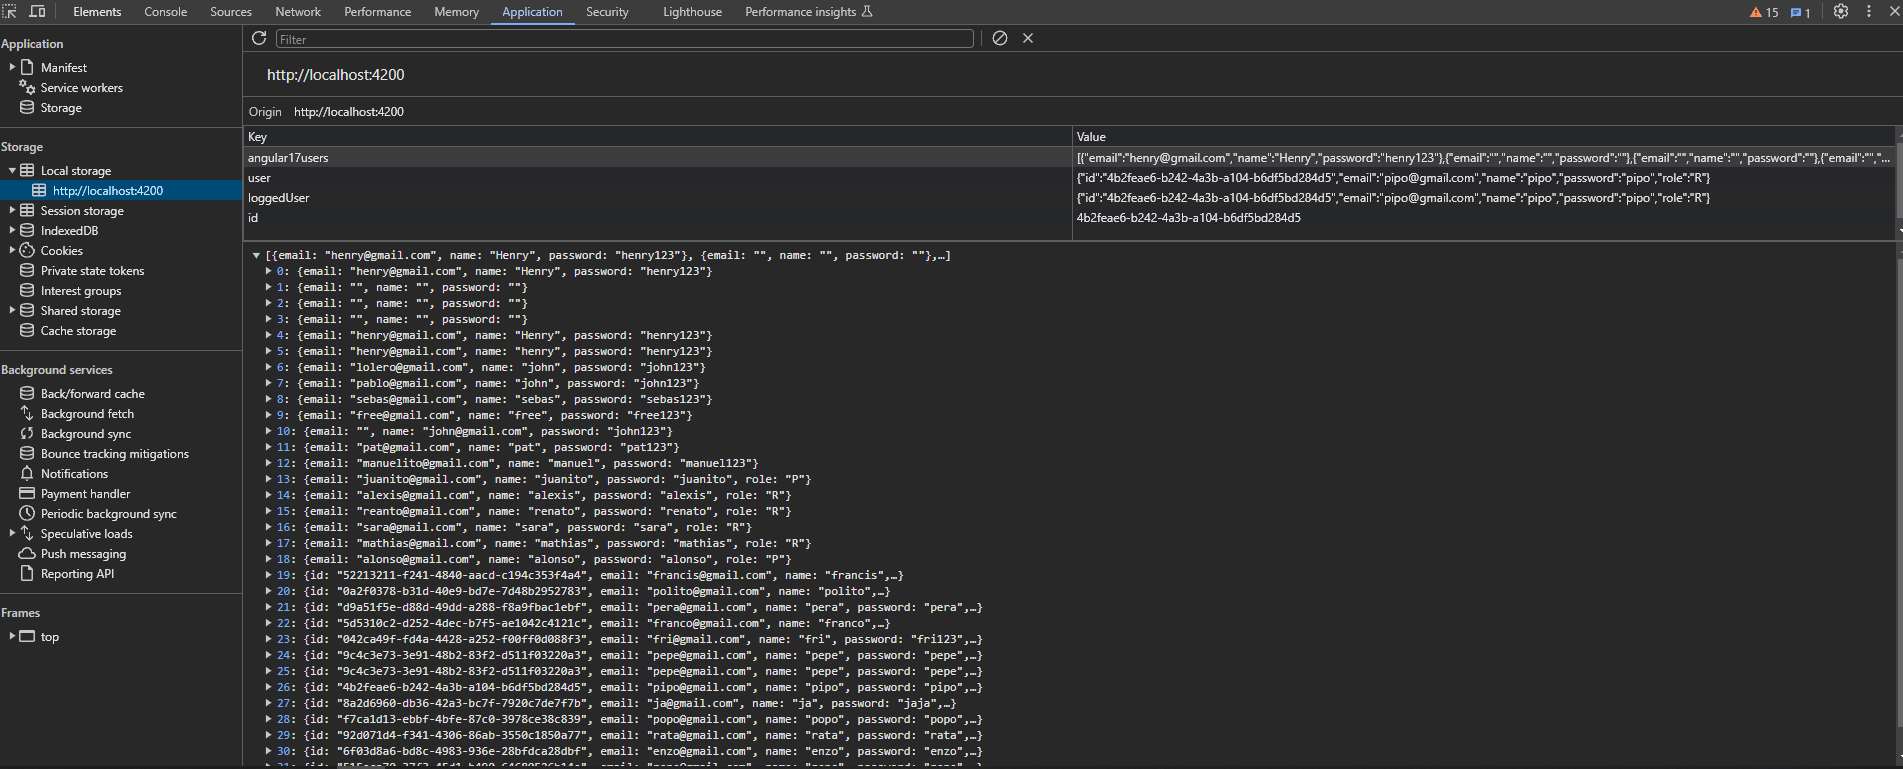 Elements Console Sources Network Performance Memory Application Security Lighthouse Performance insights 15 1
Application
Manifest
Service workers
Storage
Storage
Local storage
http://localhost:4200
Session storage
IndexedDB
Cookies
Private state tokens
Interest groups
Shared storage
Cache storage
Background services
Back/forward cache
Background fetch
Background sync
Bounce tracking mitigations
Notifications
Payment handler
Periodic background sync
Speculative loads
Push messaging
Reporting API
Frames
top
Filter
http://localhost:4200
Origin http://localhost:4200
Key Value
angular17users [{"email":"henry@gmail.com","name":"Henry","password":"henry123"},{"email":"","name":"","password":""},{"email":"","name":"","password":""},{"email":"","...
user {"id":"4b2feae6-b242-4a3b-a104-b6df5bd284d5","email":"pipo@gmail.com","name":"pipo","password":"pipo","role":"R"}
loggedUser {"id":"4b2feae6-b242-4a3b-a104-b6df5bd284d5","email":"pipo@gmail.com","name":"pipo","password":"pipo","role":"R"}
id 4b2feae6-b242-4a3b-a104-b6df5bd284d5
[{email: "henry@gmail.com", name: "Henry", password: "henry123"}, {email: "", name: "", password: ""},…]
0: {email: "henry@gmail.com", name: "Henry", password: "henry123"}
1: {email: "", name: "", password: ""}
2: {email: "", name: "", password: ""}
3: {email: "", name: "", password: ""}
4: {email: "henry@gmail.com", name: "Henry", password: "henry123"}
5: {email: "henry@gmail.com", name: "henry", password: "henry123"}
6: {email: "lolero@gmail.com", name: "john", password: "john123"}
7: {email: "pablo@gmail.com", name: "john", password: "john123"}
8: {email: "sebas@gmail.com", name: "sebas", password: "sebas123"}
9: {email: "free@gmail.com", name: "free", password: "free123"}
10: {email: "", name: "john@gmail.com", password: "john123"}
11: {email: "pat@gmail.com", name: "pat", password: "pat123"}
12: {email: "manuelito@gmail.com", name: "manuel", password: "manuel123"}
13: {email: "juanito@gmail.com", name: "juanito", password: "juanito", role: "P"}
14: {email: "alexis@gmail.com", name: "alexis", password: "alexis", role: "R"}
15: {email: "reanto@gmail.com", name: "renato", password: "renato", role: "R"}
16: {email: "sara@gmail.com", name: "sara", password: "sara", role: "R"}
17: {email: "mathias@gmail.com", name: "mathias", password: "mathias", role: "R"}
18: {email: "alonso@gmail.com", name: "alonso", password: "alonso", role: "P"}
19: {id: "52213211-f241-4840-aacd-c194c353f4a4", email: "francis@gmail.com", name: "francis",…}
20: {id: "0a2f0378-b31d-40e9-bd7e-7d48b2952783", email: "polito@gmail.com", name: "polito",…}
21: {id: "d9a51f5e-d88d-49dd-a288-f8a9fbac1ebf", email: "pera@gmail.com", name: "pera", password: "pera",…}
22: {id: "5d5310c2-d252-4dec-b7f5-ae1042c4121c", email: "franco@gmail.com", name: "franco",…}
23: {id: "042ca49f-fd4a-4428-a252-f00ff0d088f3", email: "fri@gmail.com", name: "fri", password: "fri123",…}
24: {id: "9c4c3e73-3e91-48b2-83f2-d511f03220a3", email: "pepe@gmail.com", name: "pepe", password: "pepe",…}
25: {id: "9c4c3e73-3e91-48b2-83f2-d511f03220a3", email: "pepe@gmail.com", name: "pepe", password: "pepe",…}
26: {id: "4b2feae6-b242-4a3b-a104-b6df5bd284d5", email: "pipo@gmail.com", name: "pipo", password: "pipo",…}
27: {id: "8a2d6960-db36-42a3-bc7f-7920c7de7f7b", email: "ja@gmail.com", name: "ja", password: "jaja",…}
28: {id: "f7ca1d13-ebbf-4bfe-87c0-3978ce38c839", email: "popo@gmail.com", name: "popo", password: "popo",…}
29: {id: "92d071d4-f341-4306-86ab-3550c1850a77", email: "rata@gmail.com", name: "rata", password: "rata",…}
30: {id: "6f03d8a6-bd8c-4983-936e-28bfdca28dbf", email: "enzo@gmail.com", name: "enzo", password: "enzo",…}